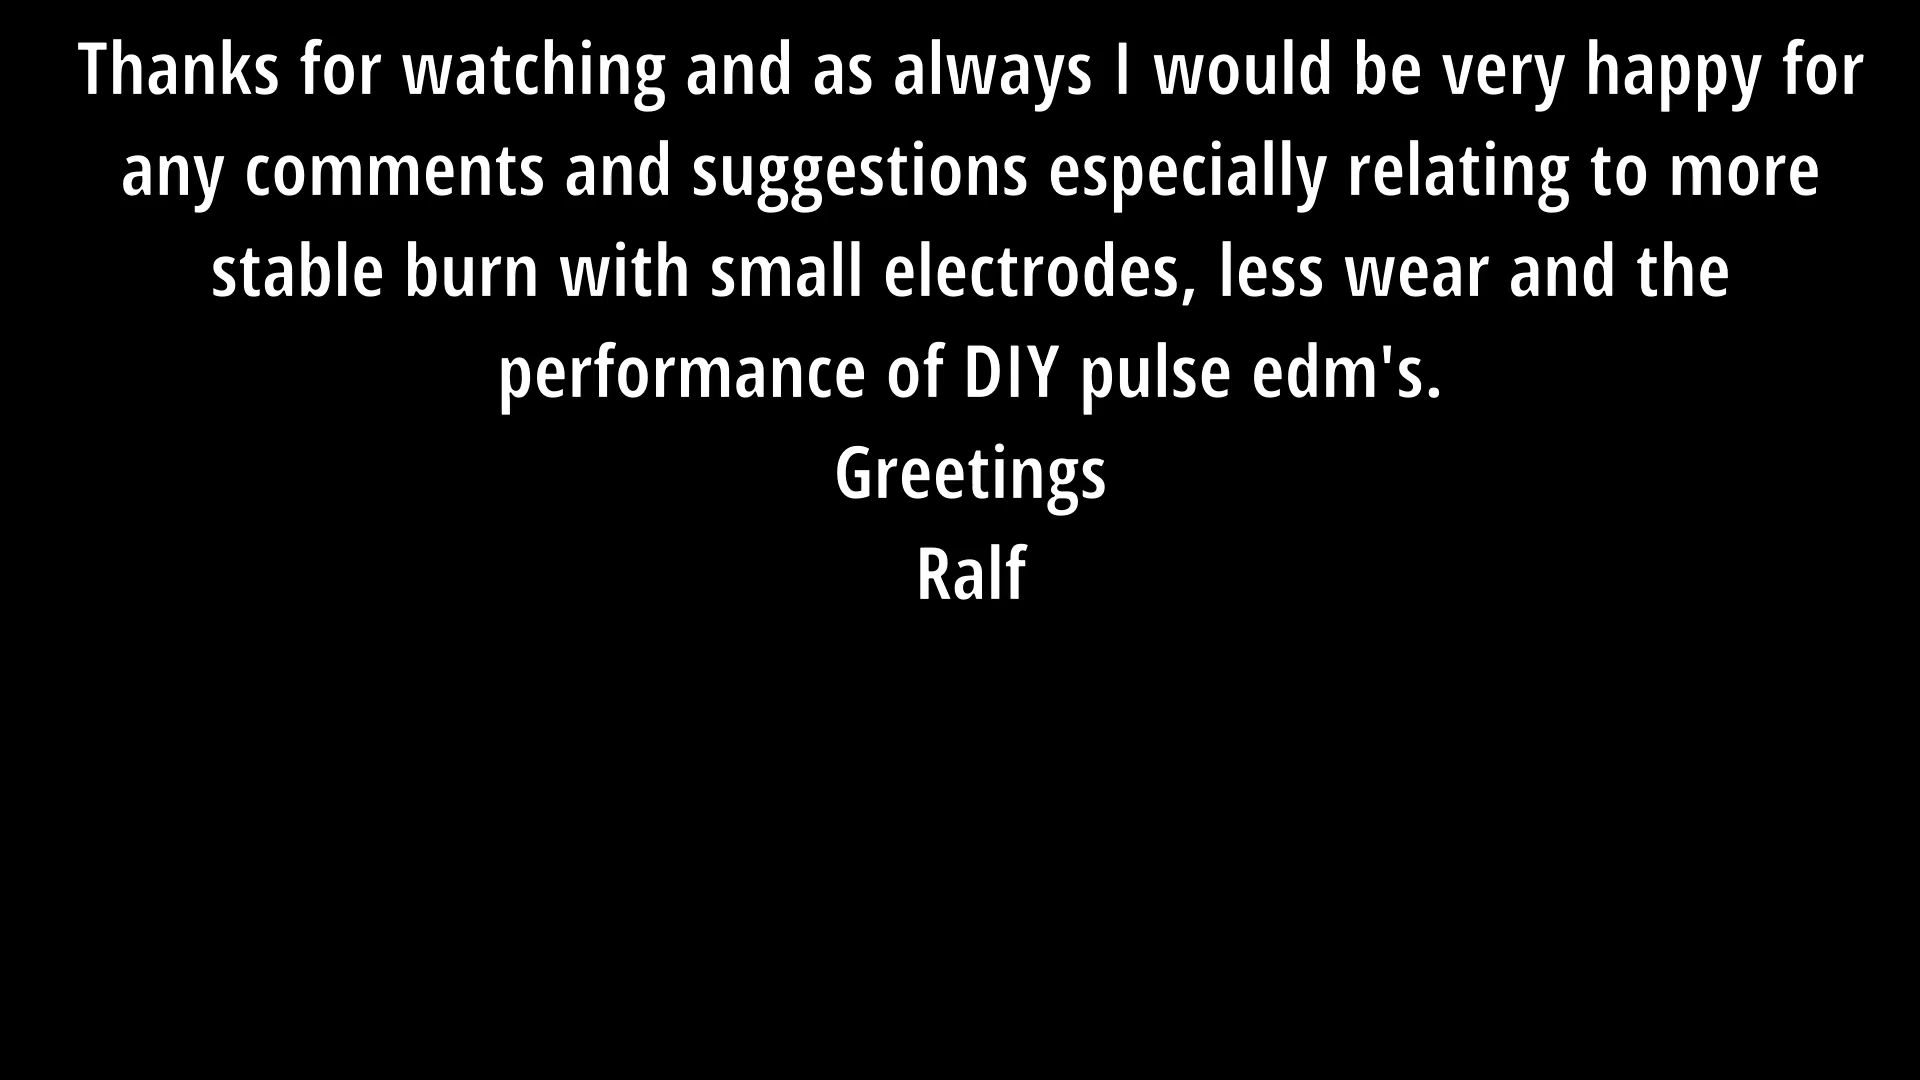 Thanks for watching and as always I would be very happy for
any comments and suggestions especially relating to more
stable burn with small electrodes, less wear and the
performance of DIY pulse edm's.
Greetings
Ralf